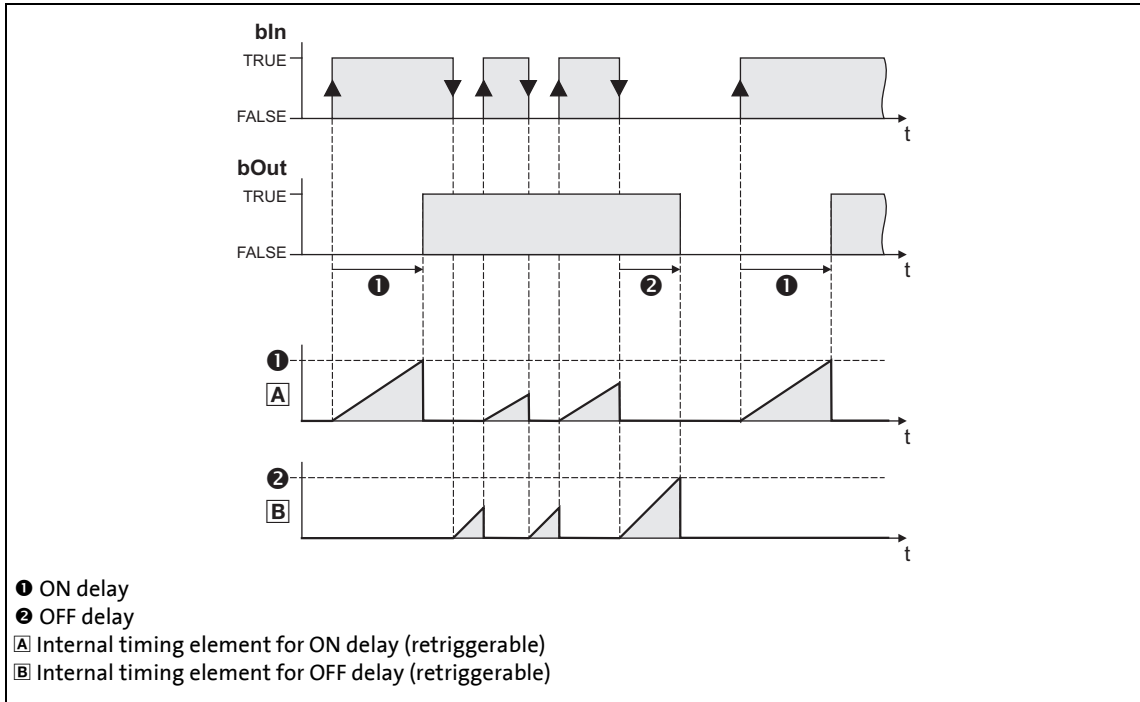 bIn
TRUE
FALSE
t
bOut
TRUE
FALSE
t
❶ ❷ ❶
❶
A
t
❷
B
t
❶ ON delay
❷ OFF delay
A Internal timing element for ON delay (retriggerable)
B Internal timing element for OFF delay (retriggerable)